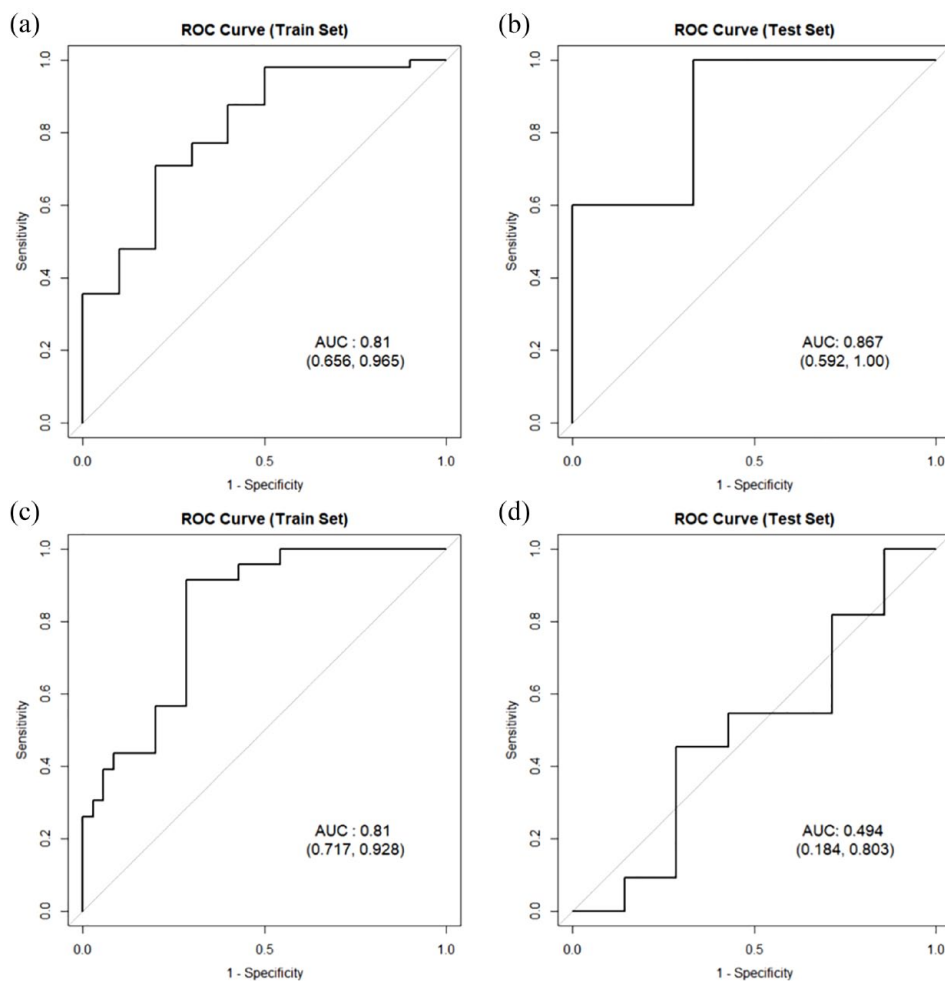 (a)
ROC Curve (Train Set)
1.0
0.8
0.6
0.4
0.2
0.0
Sensitivity
AUC : 0.81
(0.656, 0.965)
0.0 0.5 1.0
1 - Specificity
(b)
ROC Curve (Test Set)
1.0
0.8
0.6
0.4
0.2
0.0
Sensitivity
AUC: 0.867
(0.592, 1.00)
0.0 0.5 1.0
1 - Specificity
(c)
ROC Curve (Train Set)
1.0
0.8
0.6
0.4
0.2
0.0
Sensitivity
AUC : 0.81
(0.717, 0.928)
0.0 0.5 1.0
1 - Specificity
(d)
ROC Curve (Test Set)
1.0
0.8
0.6
0.4
0.2
0.0
Sensitivity
AUC: 0.494
(0.184, 0.803)
0.0 0.5 1.0
1 - Specificity